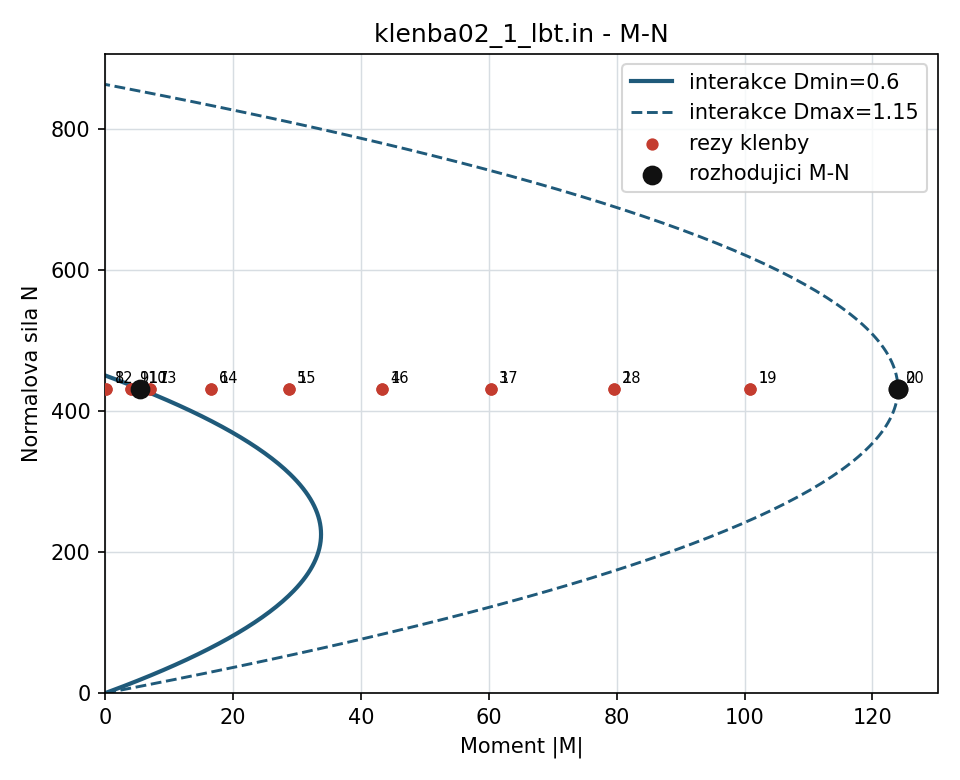 klenba02_1_lbt.in - M-N
interakce Dmin=0.6
interakce Dmax=1.15
rezy klenby
rozhodujici M-N
Normalova sila N
800
600
400
200
0
19
0
20
40
60
80
100
120
Moment |M|